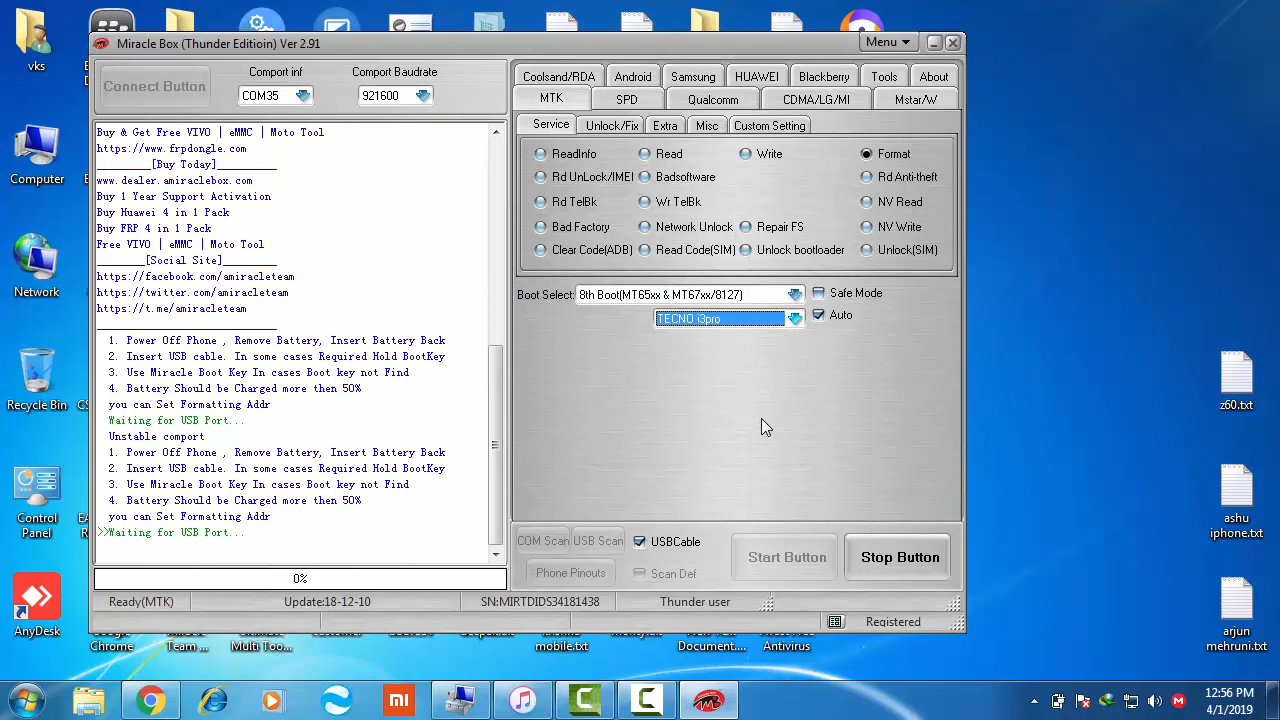 vks
Computer
Network
Recycle Bin
Control
Panel
AnyDesk
Miracle Box (Thunder Editioin) Ver 2.91
Menu
Connect Button
Comport inf
COM35
Comport Baudrate
921600
Coolsand/RDA
Android
Samsung
HUAWEI
Blackberry
Tools
About
MTK
SPD
Qualcomm
CDMA/LG/MI
Mstar/W
Service
Unlock/Fix
Extra
Misc
Custom Setting
ReadInfo
Read
Write
Format
Rd UnLock/IMEI
Badsoftware
Rd Anti-theft
Rd TelBk
Wr TelBk
NV Read
Bad Factory
Network Unlock
Repair FS
NV Write
Clear Code(ADB)
Read Code(SIM)
Unlock bootloader
Unlock(SIM)
Boot Select:
8th Boot(MT65xx & MT67xx/8127)
Safe Mode
TECNO i3pro
Auto
Buy & Get Free VIVO | eMMC | Moto Tool
https://www.frpdongle.com
________[Buy Today]__________
www.dealer.amiraclebox.com
Buy 1 Year Support Activation
Buy Huawei 4 in 1 Pack
Buy FRP 4 in 1 Pack
Free VIVO | eMMC | Moto Tool
________[Social Site]_________
https://facebook.com/amiracleteam
https://twitter.com/amiracleteam
https://t.me/amiracleteam
______________________________
1. Power Off Phone , Remove Battery, Insert Battery Back
2. Insert USB cable. In some cases Required Hold BootKey
3. Use Miracle Boot Key In cases Boot key not Find
4. Battery Should be Charged more then 50%
you can Set Formatting Addr
Waiting for USB Port...
Unstable comport
1. Power Off Phone , Remove Battery, Insert Battery Back
2. Insert USB cable. In some cases Required Hold BootKey
3. Use Miracle Boot Key In cases Boot key not Find
4. Battery Should be Charged more then 50%
you can Set Formatting Addr
>>Waiting for USB Port...
0%
COM Scan
USB Scan
USBCable
Phone Pinouts
Scan Def
Start Button
Stop Button
Ready(MTK)
Update:18-12-10
SN:MIRTDIDS34181438
Thunder user
Registered
Chrome
Team ...
Multi Too...
mobile.txt
Document....
Antivirus
z60.txt
ashu
iphone.txt
arjun
mehruni.txt
12:56 PM
4/1/2019